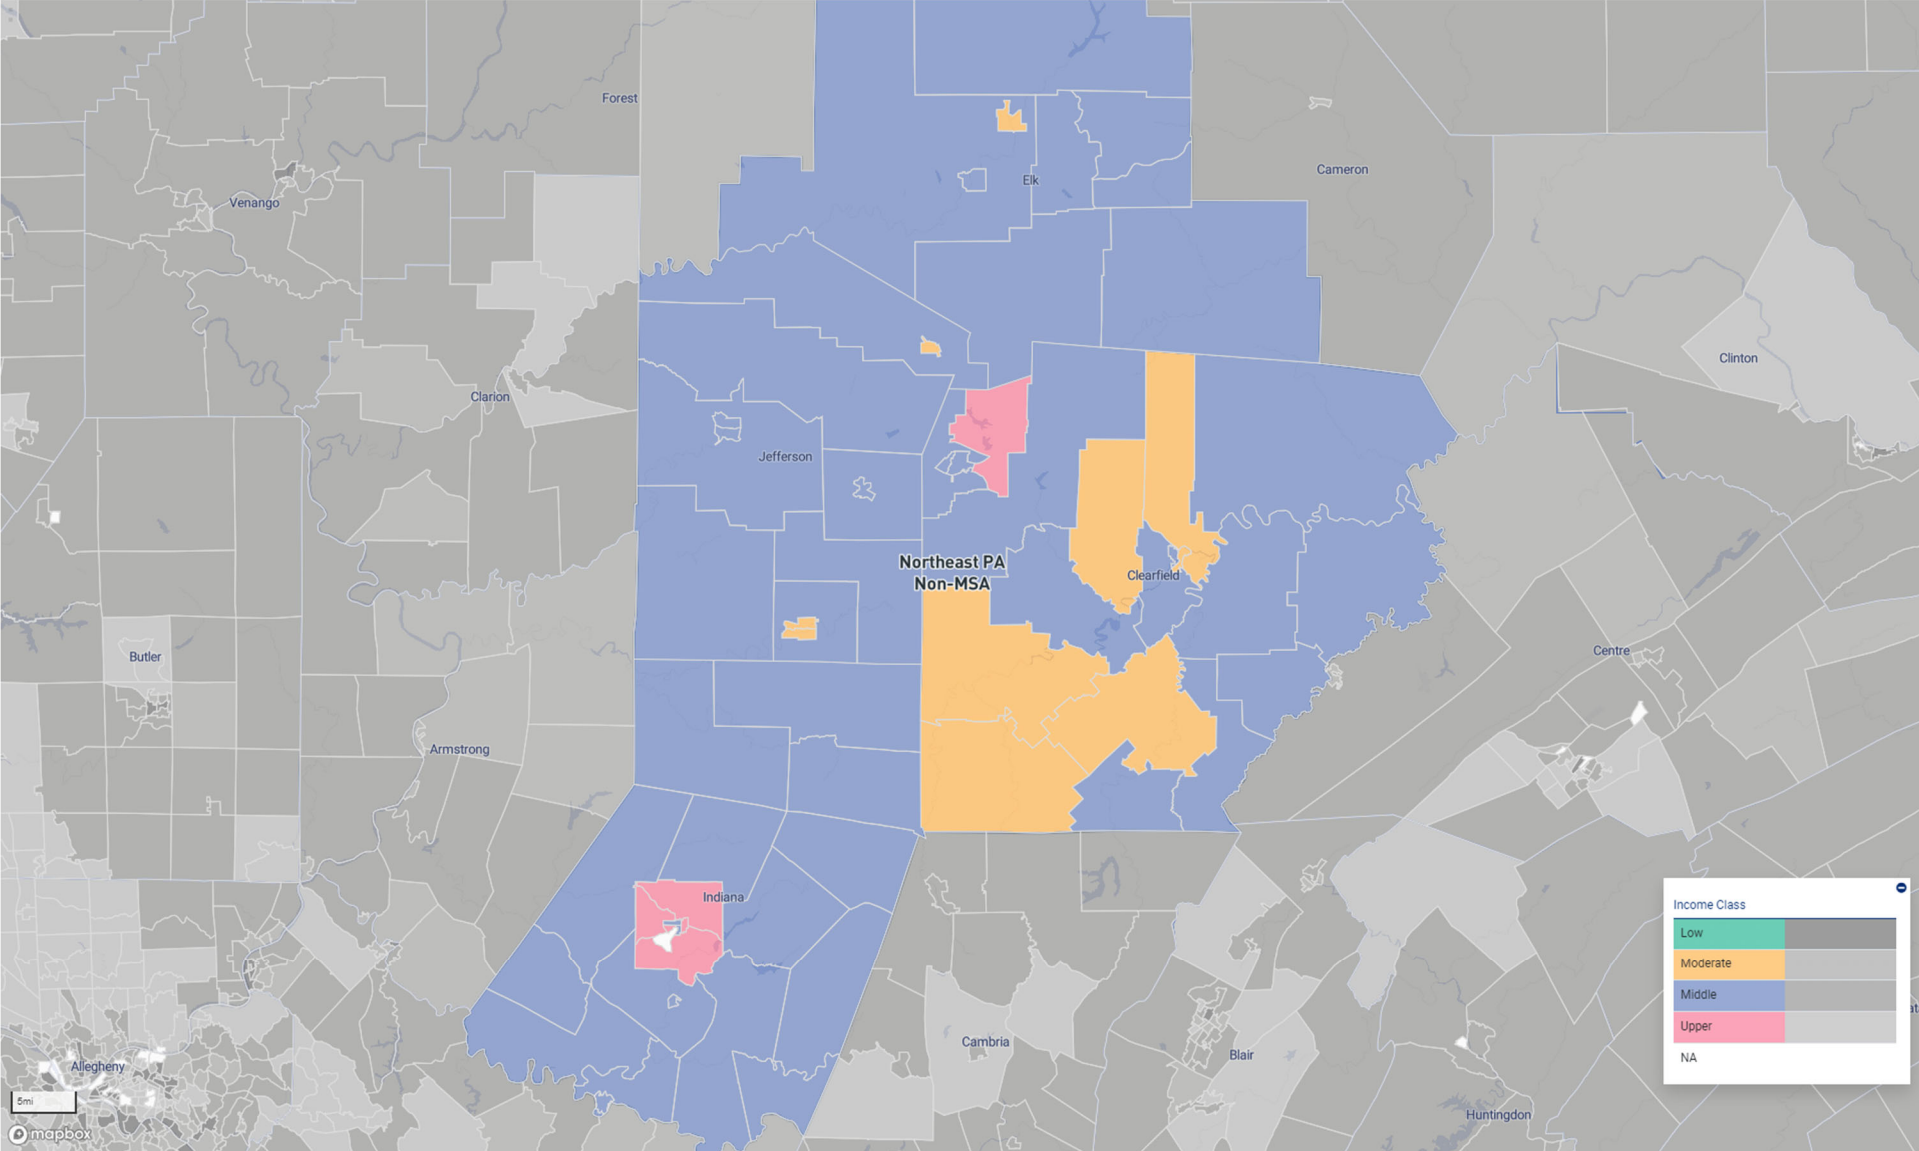 Forest
Elk
Cameron
Venango
Clinton
Clarion
Jefferson
Northeast PA
Non-MSA
Clearfield
Butler
Centre
Armstrong
Indiana
Income Class
Low
Moderate
Middle
Upper
NA
Cambria
Blair
Allegheny
Huntingdon
5mi
mapbox